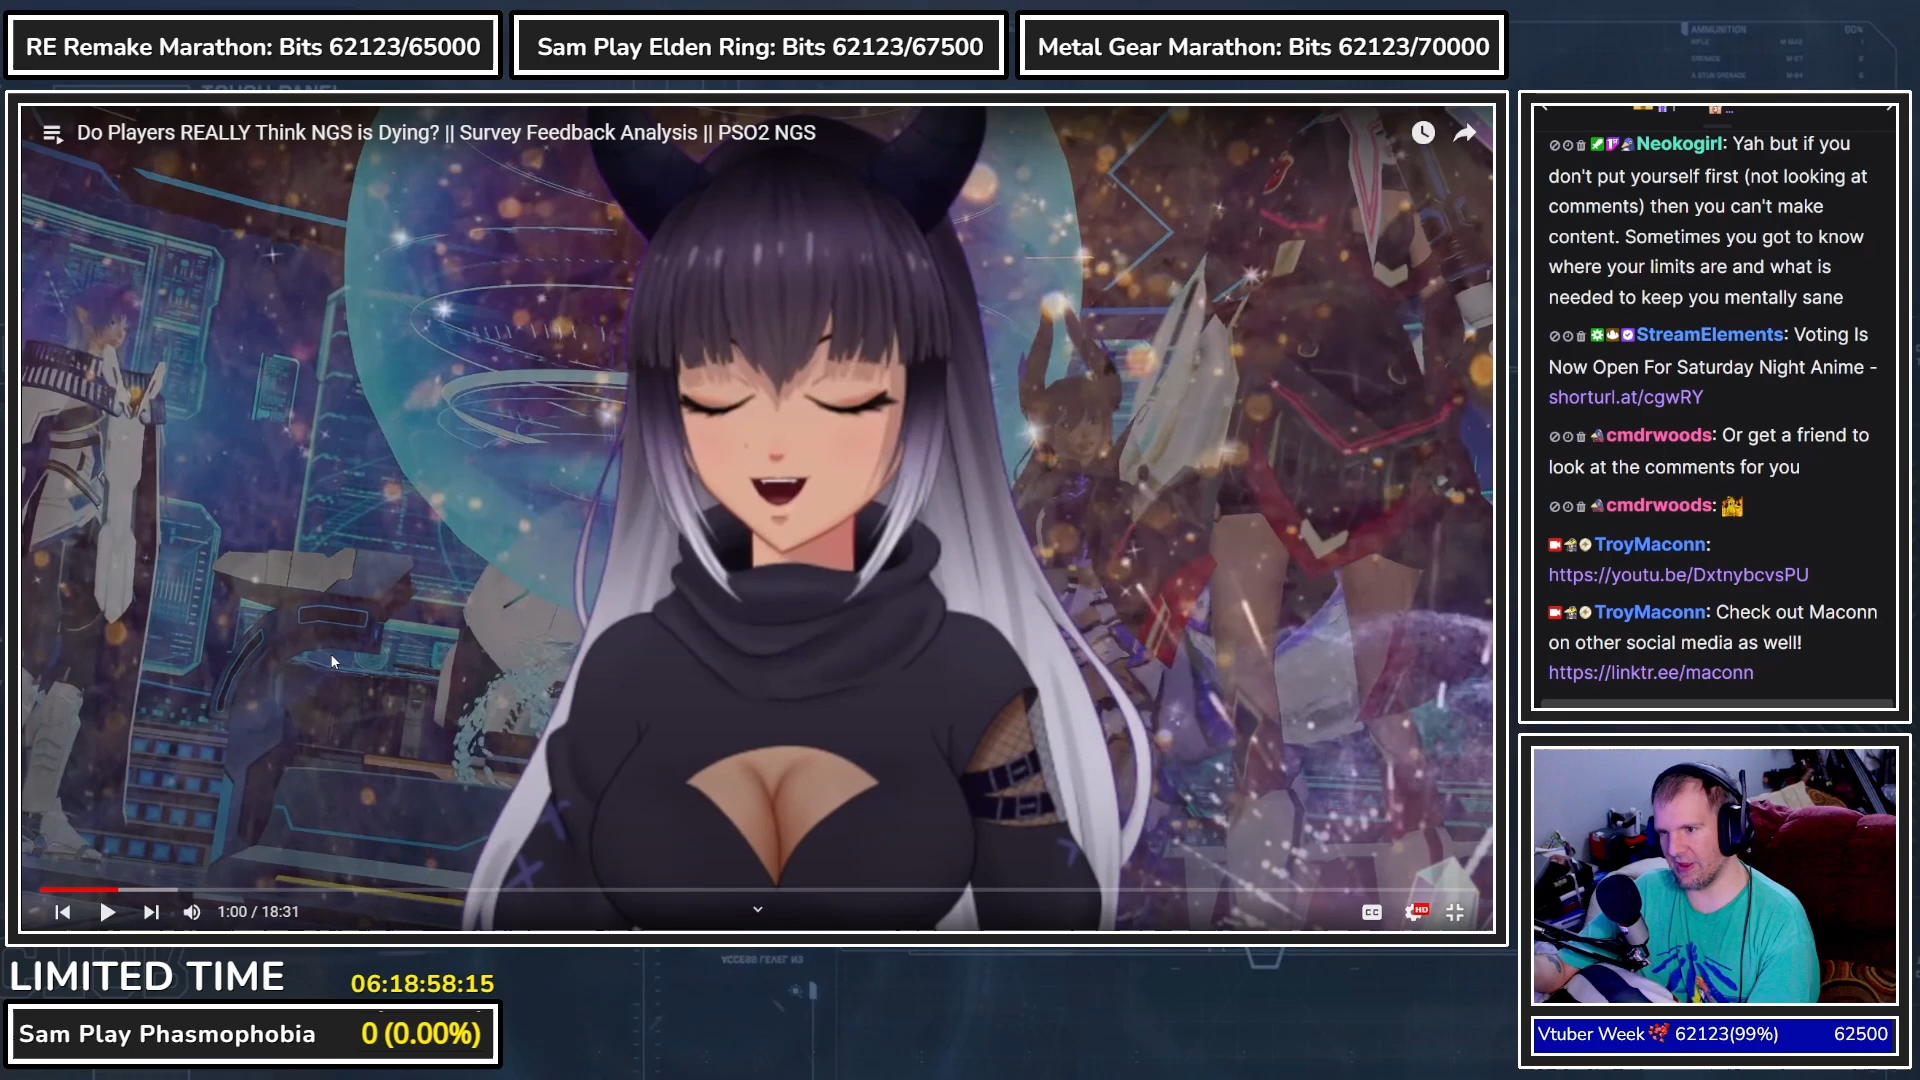 RE Remake Marathon: Bits 62123/65000
Sam Play Elden Ring: Bits 62123/67500
Metal Gear Marathon: Bits 62123/70000
AMMUNITION
Do Players REALLY Think NGS is Dying? || Survey Feedback Analysis || PSO2 NGS
Neokogirl: Yah but if you
don't put yourself first (not looking at
comments) then you can't make
content. Sometimes you got to know
where your limits are and what is
needed to keep you mentally sane
StreamElements: Voting Is
Now Open For Saturday Night Anime -
shorturl.at/cgwRY
cmdrwoods: Or get a friend to
look at the comments for you
cmdrwoods:
TroyMaconn:
https://youtu.be/DxtnybcvsPU
TroyMaconn: Check out Maconn
on other social media as well!
https://linktr.ee/maconn
1:00 / 18:31
CC
HD
LIMITED TIME
06:18:58:15
Sam Play Phasmophobia 0 (0.00%)
Vtuber Week 62123(99%) 62500